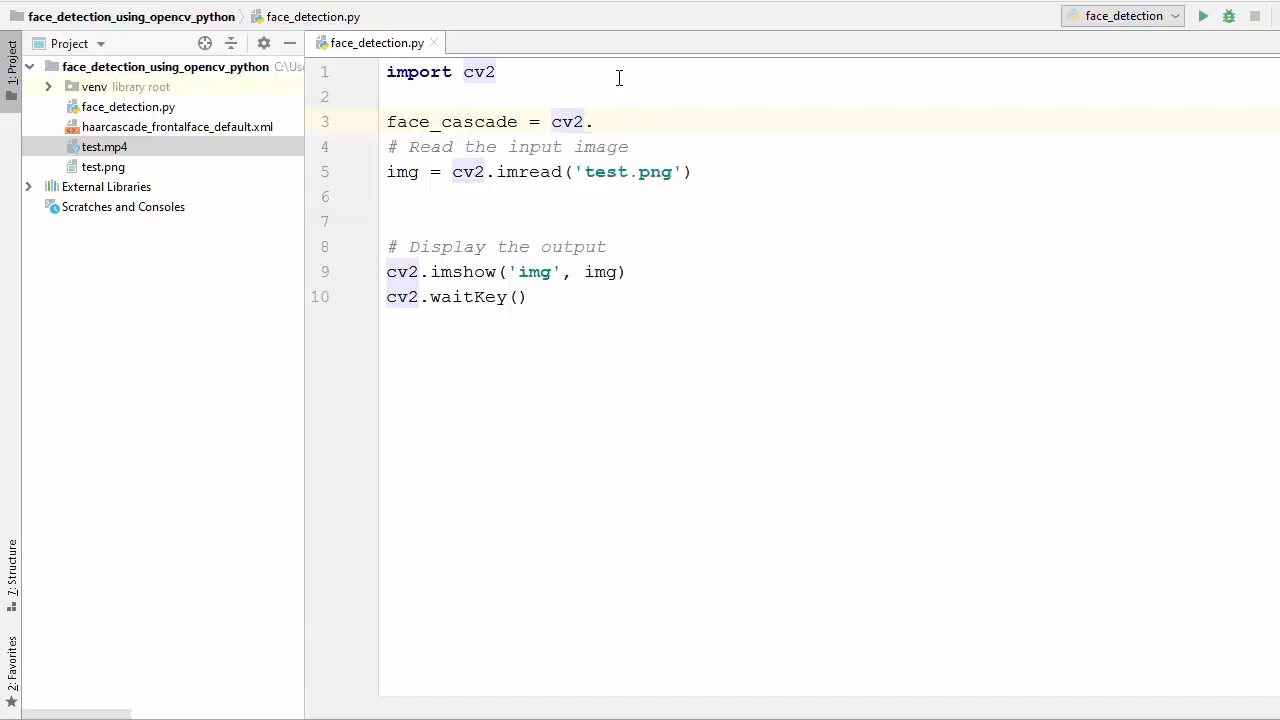 face_detection_using_opencv_python face_detection.py face_detection
1: Project
Project
face_detection_using_opencv_python C:\Use
venv library root
face_detection.py
haarcascade_frontalface_default.xml
test.mp4
test.png
External Libraries
Scratches and Consoles
Z: Structure
2: Favorites
face_detection.py
1 import cv2
2
3 face_cascade = cv2.
4 # Read the input image
5 img = cv2.imread('test.png')
6
7
8 # Display the output
9 cv2.imshow('img', img)
10 cv2.waitKey()